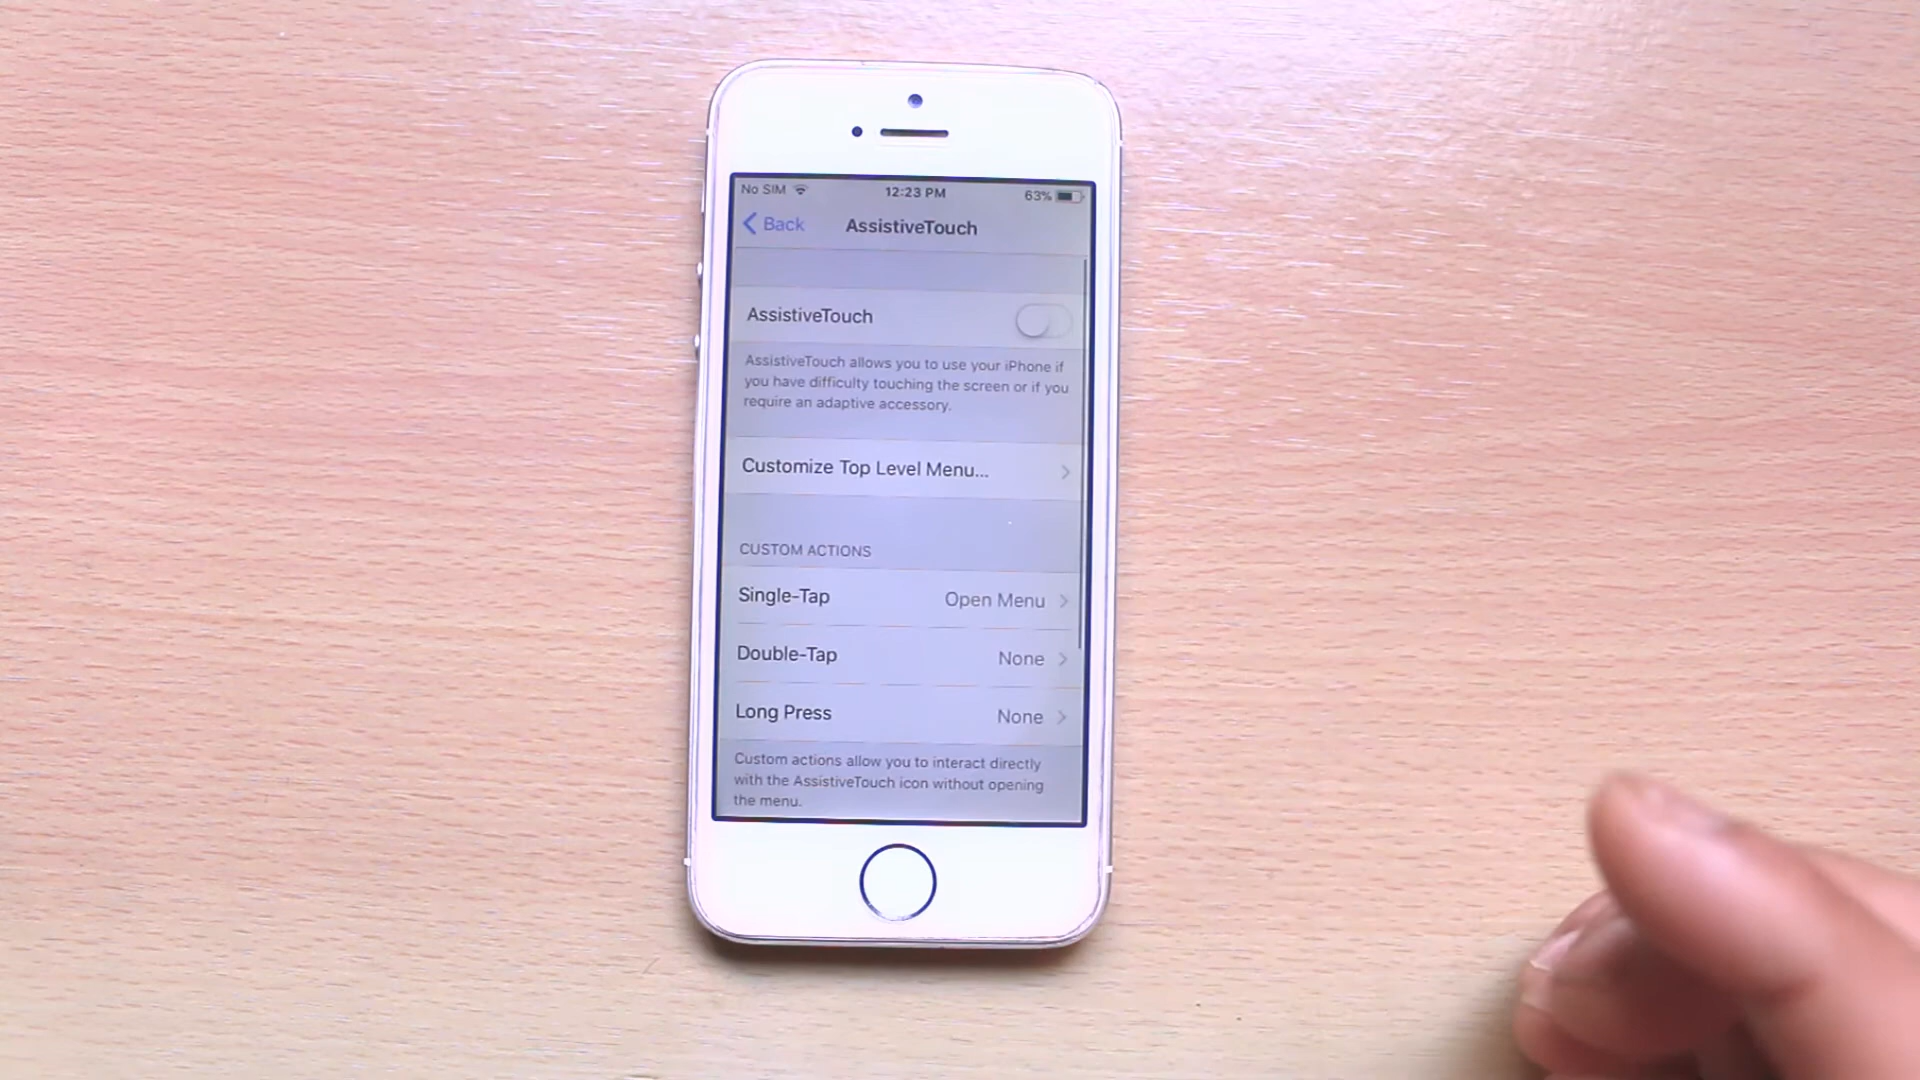 No SIM 12:23 PM 63%
Back AssistiveTouch
AssistiveTouch
AssistiveTouch allows you to use your iPhone if
you have difficulty touching the screen or if you
require an adaptive accessory.
Customize Top Level Menu...
CUSTOM ACTIONS
Single-Tap Open Menu
Double-Tap None
Long Press None
Custom actions allow you to interact directly
with the AssistiveTouch icon without opening
the menu.